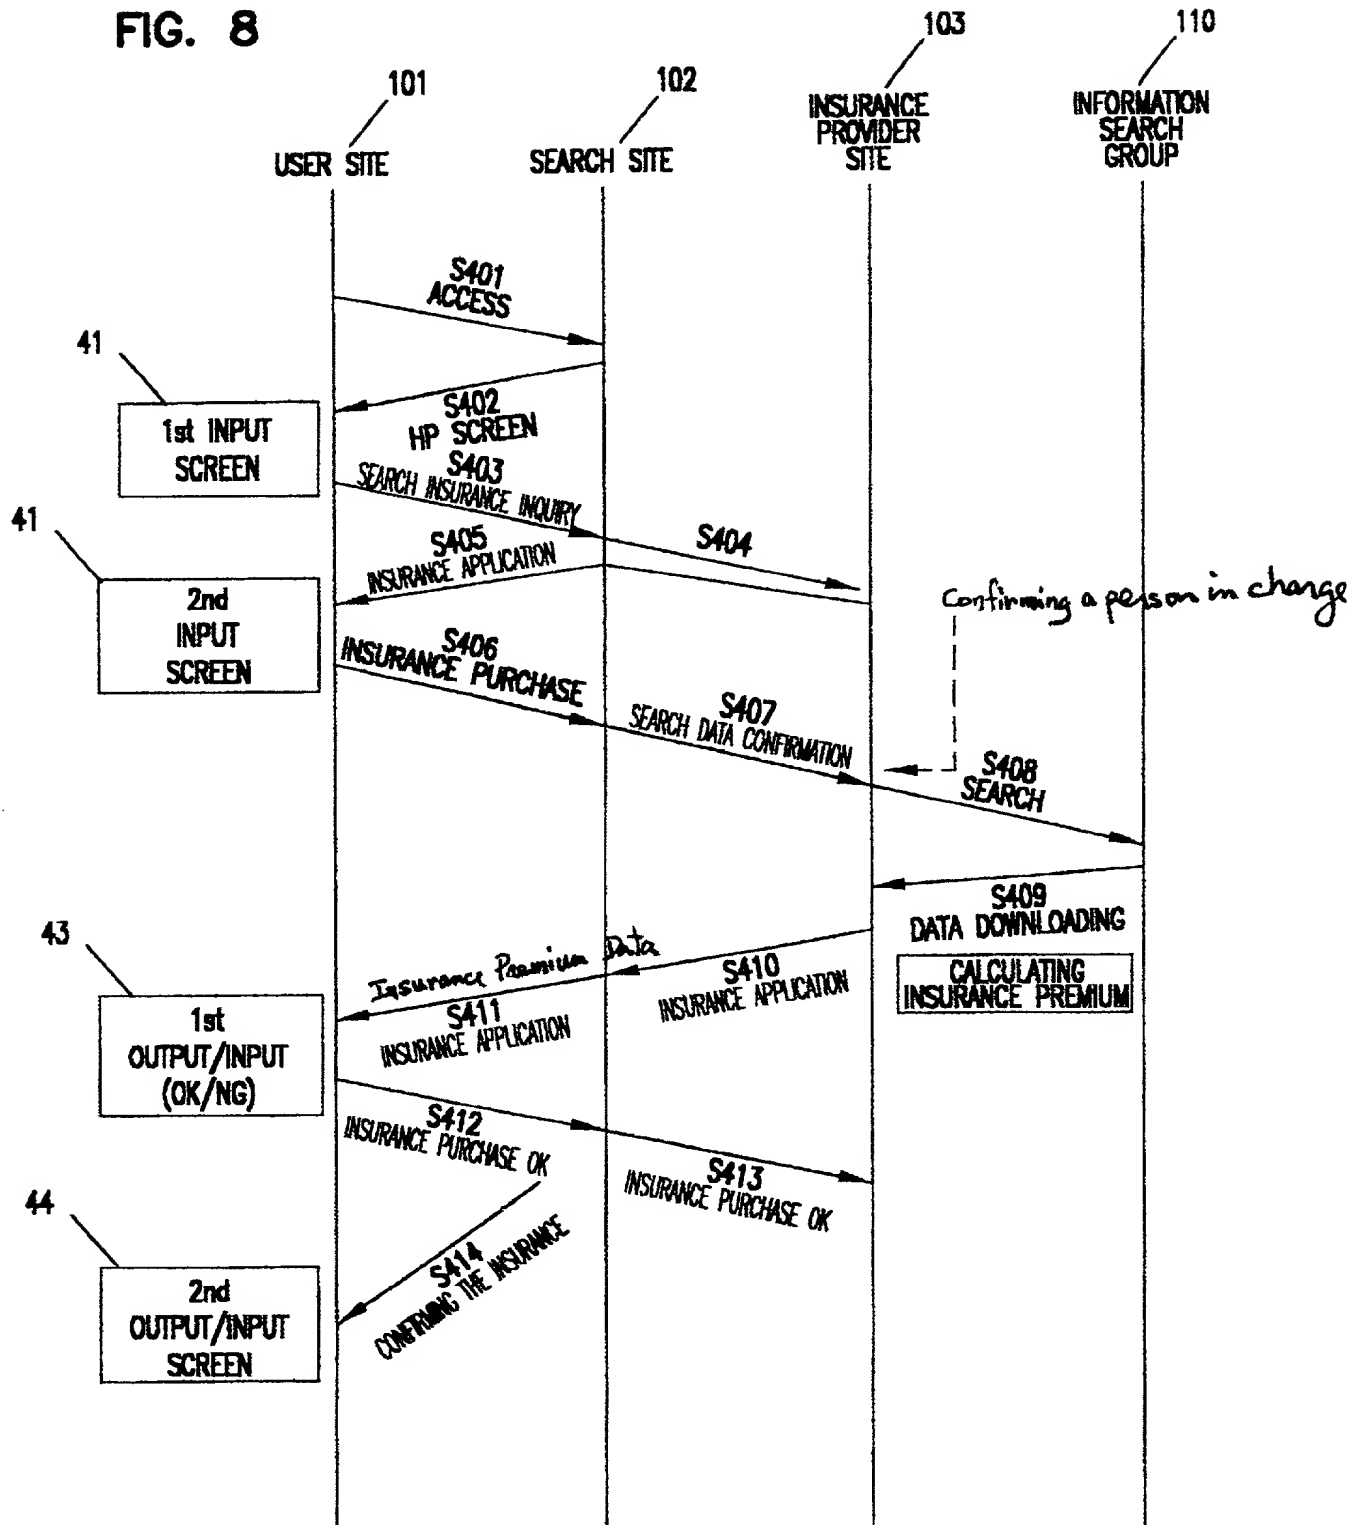 FIG. 8
101
102
103
110
USER SITE
SEARCH SITE
INSURANCE
PROVIDER
SITE
INFORMATION
SEARCH
GROUP
S401
ACCESS
41
1st INPUT
SCREEN
S402
HP SCREEN
S403
SEARCH INSURANCE INQUIRY
S404
41
S405
INSURANCE APPLICATION
2nd
INPUT
SCREEN
Confirming a person in change
S406
INSURANCE PURCHASE
S407
SEARCH DATA CONFIRMATION
S408
SEARCH
S409
DATA DOWNLOADING
CALCULATING
INSURANCE PREMIUM
43
Insurance Premium Data
S410
INSURANCE APPLICATION
S411
INSURANCE APPLICATION
1st
OUTPUT/INPUT
(OK/NG)
S412
INSURANCE PURCHASE OK
S413
INSURANCE PURCHASE OK
44
S414
CONFIRMING THE INSURANCE
2nd
OUTPUT/INPUT
SCREEN